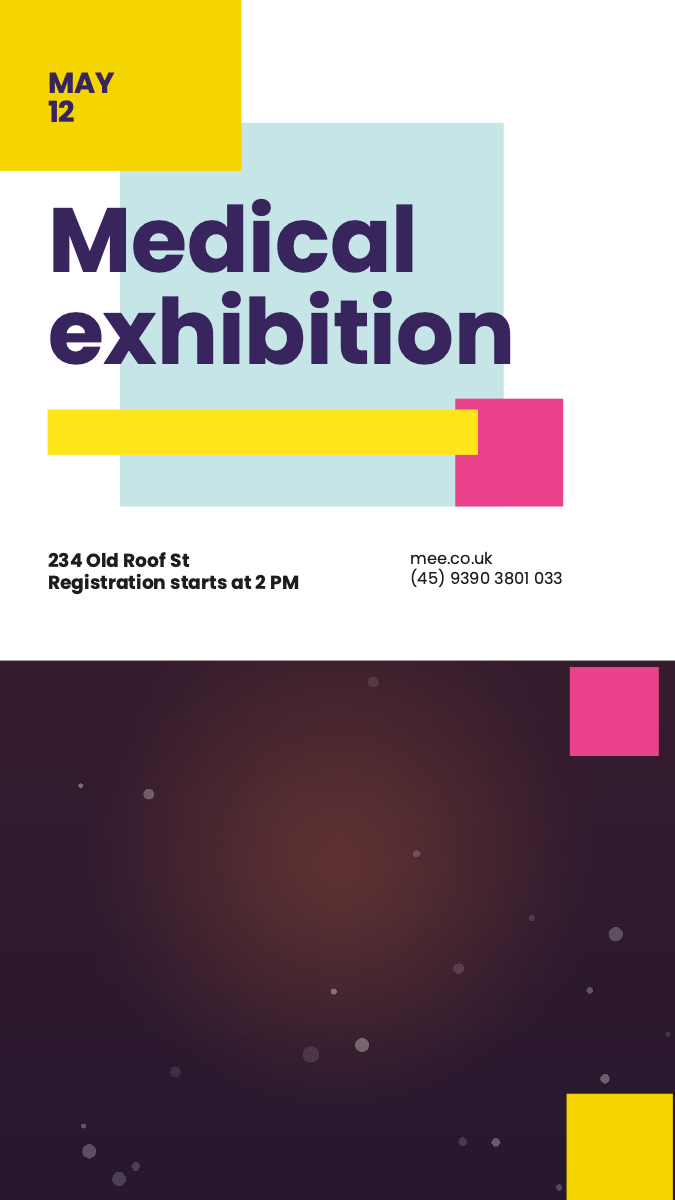 MAY
12
Medical
exhibition
234 Old Roof St
Registration starts at 2 PM
mee.co.uk
(45) 9390 3801 033